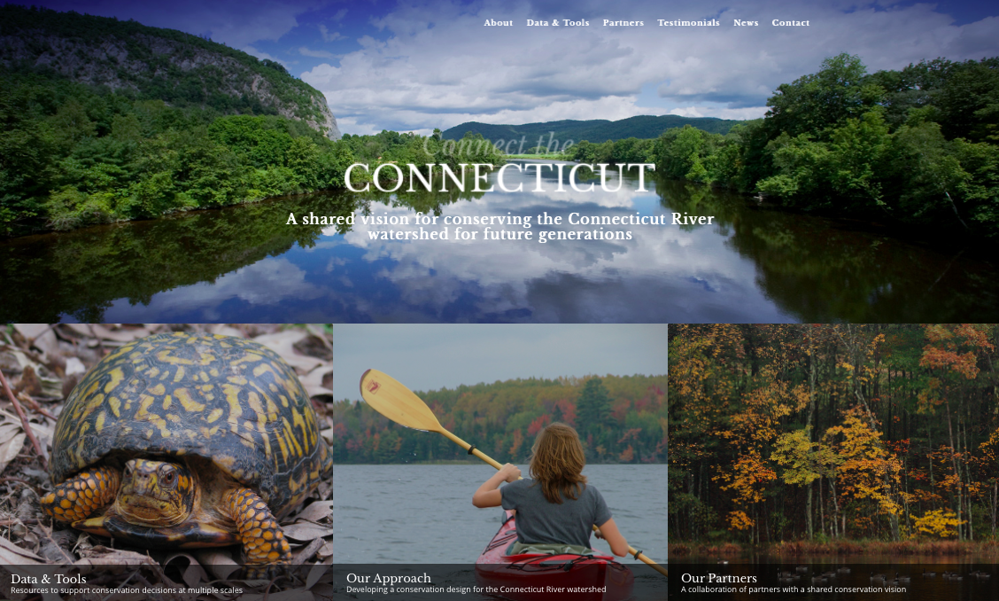 About Data & Tools Partners Testimonials News Contact
Connect the
CONNECTICUT
A shared vision for conserving the Connecticut River
watershed for future generations
Data & Tools
Resources to support conservation decisions at multiple scales
Our Approach
Developing a conservation design for the Connecticut River watershed
Our Partners
A collaboration of partners with a shared conservation vision